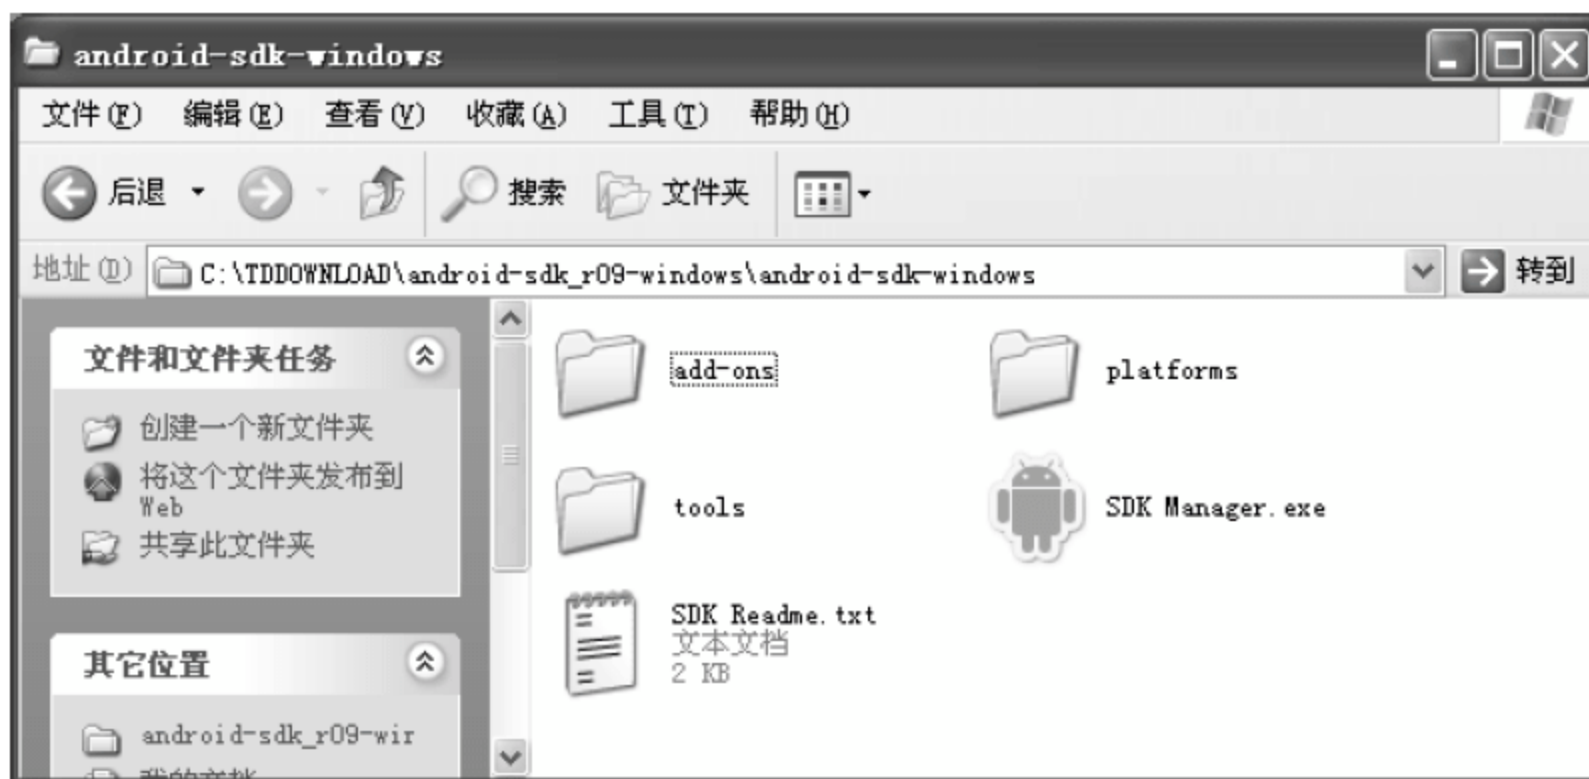 android-sdk-windows
文件(F) 编辑(E) 查看(V) 收藏(A) 工具(T) 帮助(H)
后退 搜索 文件夹
地址(D) C:\TDDOWNLOAD\android-sdk_r09-windows\android-sdk-windows 转到
文件和文件夹任务
创建一个新文件夹
将这个文件夹发布到
Web
共享此文件夹
其它位置
android-sdk_r09-wir
我的文档
add-ons
platforms
tools
SDK Manager.exe
SDK Readme.txt
文本文档
2 KB